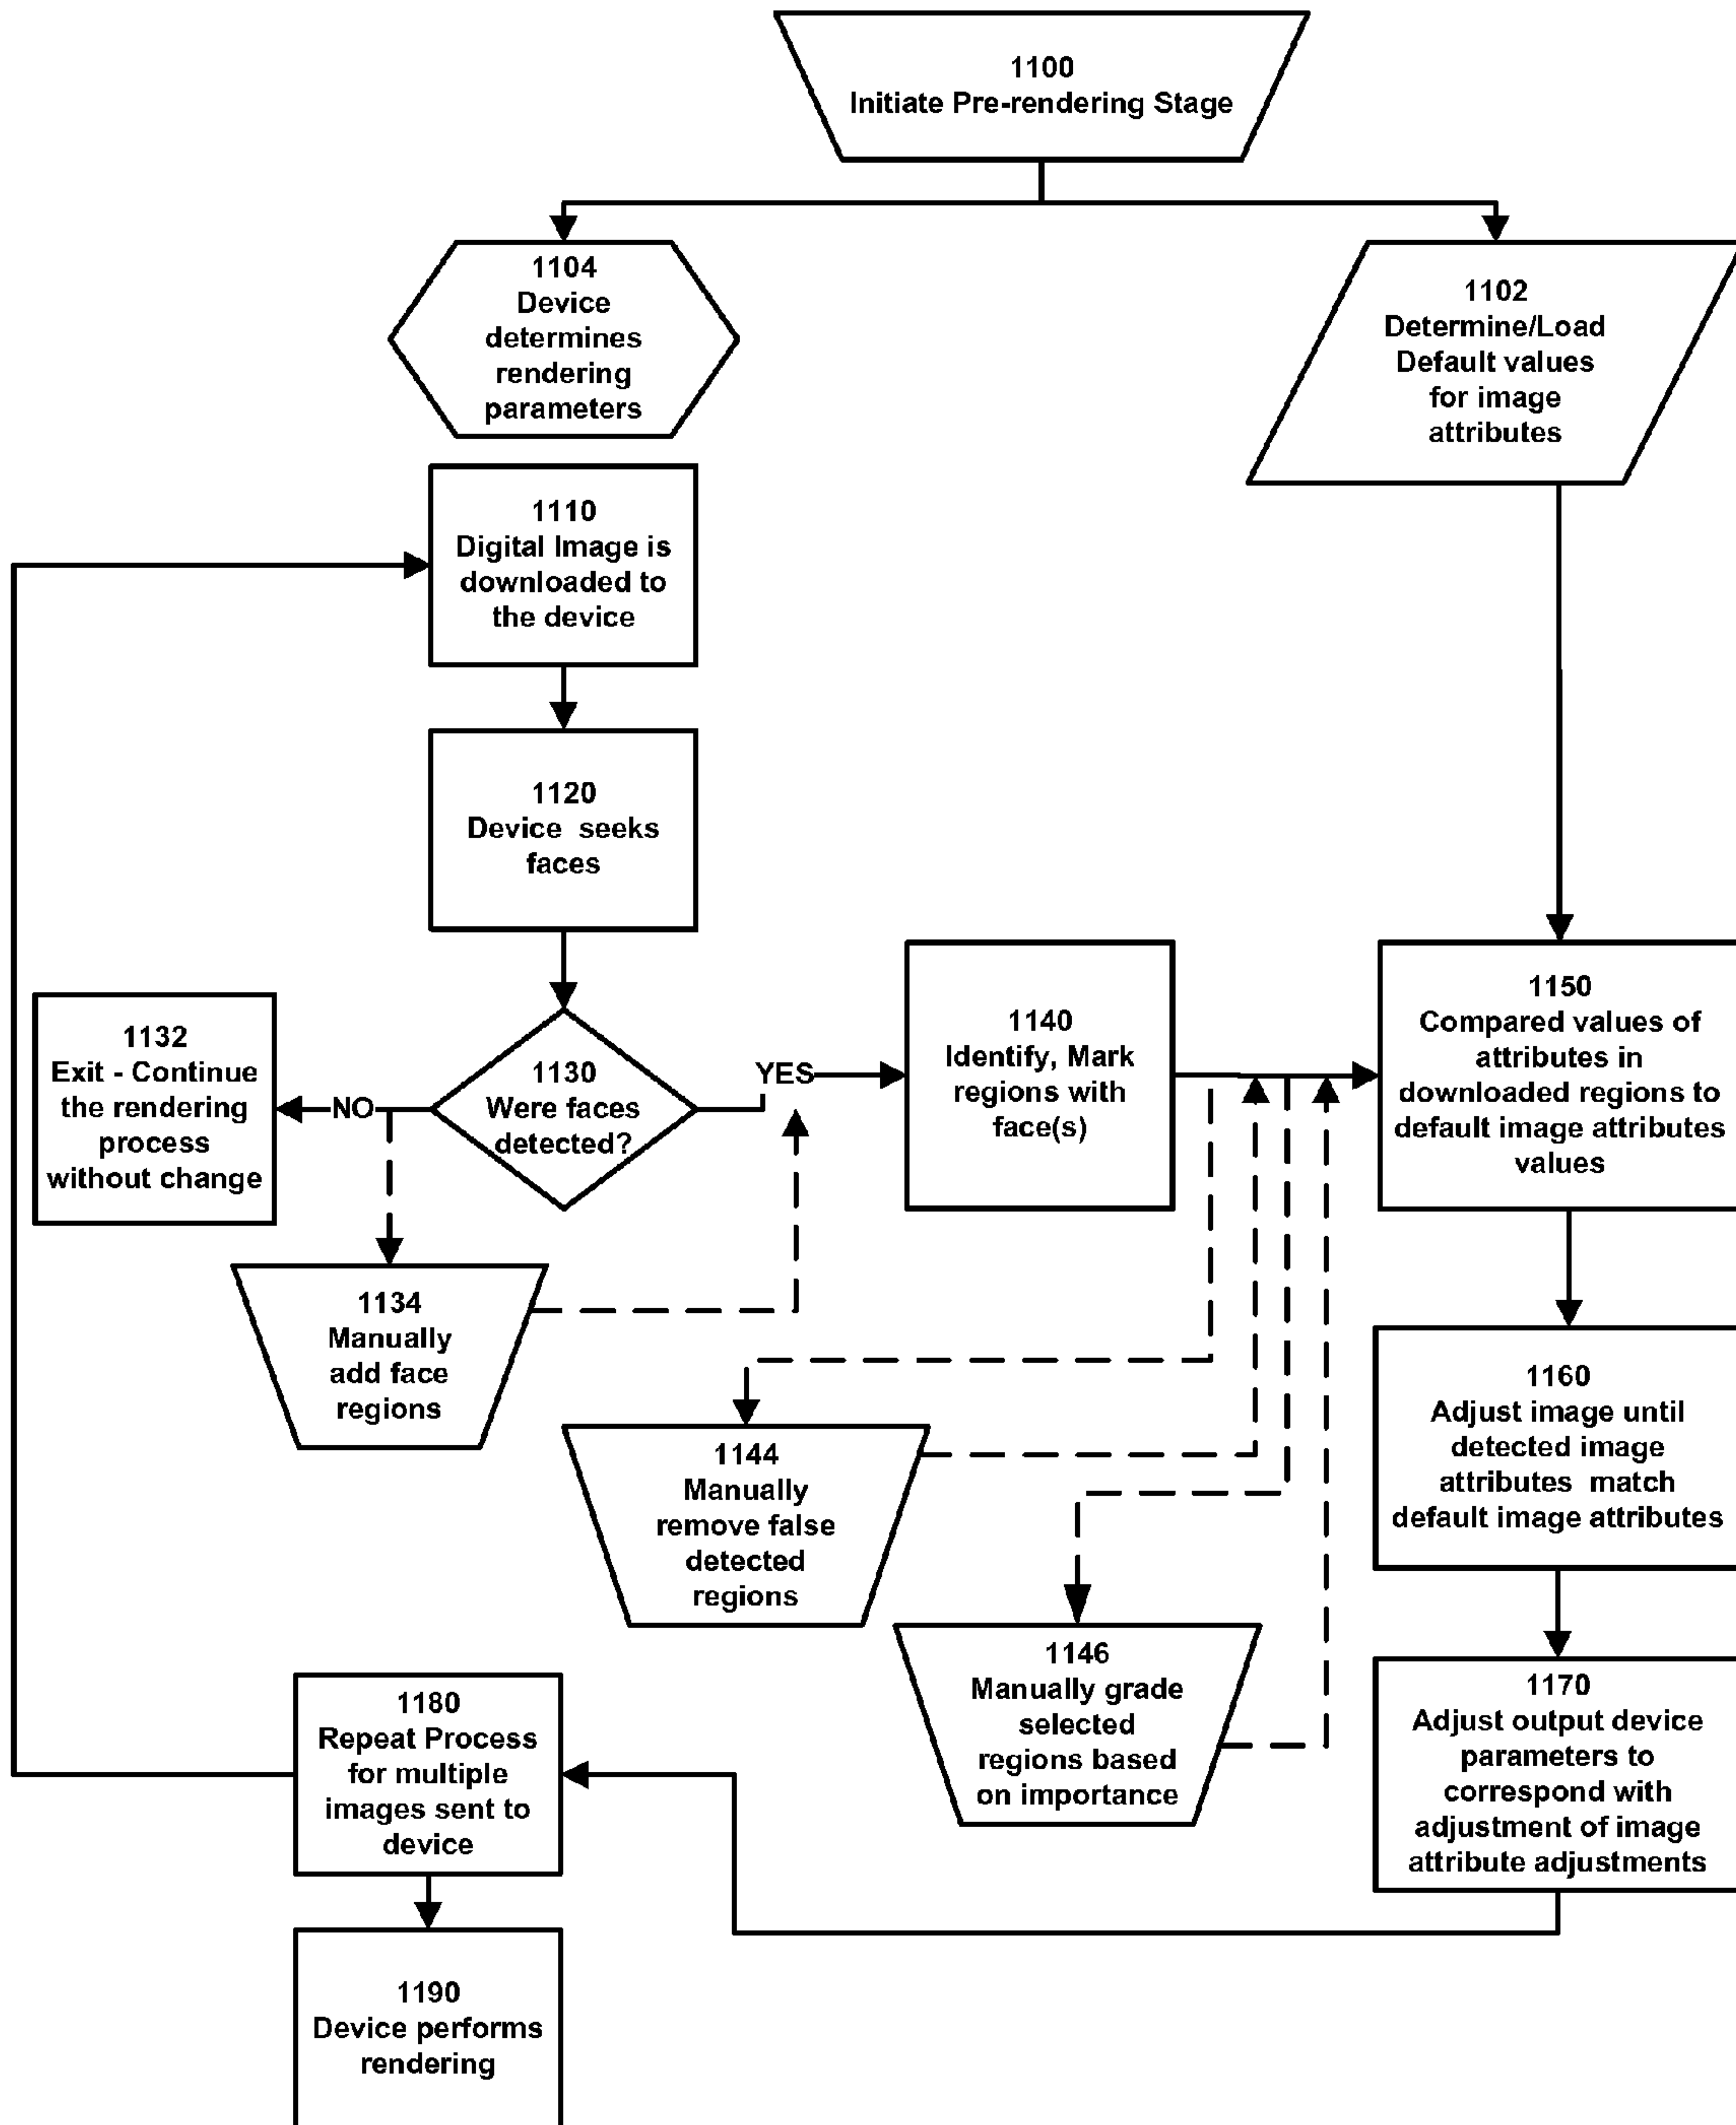 1100
Initiate Pre-rendering Stage
1104
Device
determines
rendering
parameters
1102
Determine/Load
Default values
for image
attributes
1110
Digital Image is
downloaded to
the device
1120
Device seeks
faces
1132
Exit - Continue
the rendering
process
without change
NO
1130
Were faces
detected?
YES
1140
Identify, Mark
regions with
face(s)
1150
Compared values of
attributes in
downloaded regions to
default image attributes
values
1134
Manually
add face
regions
1144
Manually
remove false
detected
regions
1160
Adjust image until
detected image
attributes match
default image attributes
1146
Manually grade
selected
regions based
on importance
1170
Adjust output device
parameters to
correspond with
adjustment of image
attribute adjustments
1180
Repeat Process
for multiple
images sent to
device
1190
Device performs
rendering